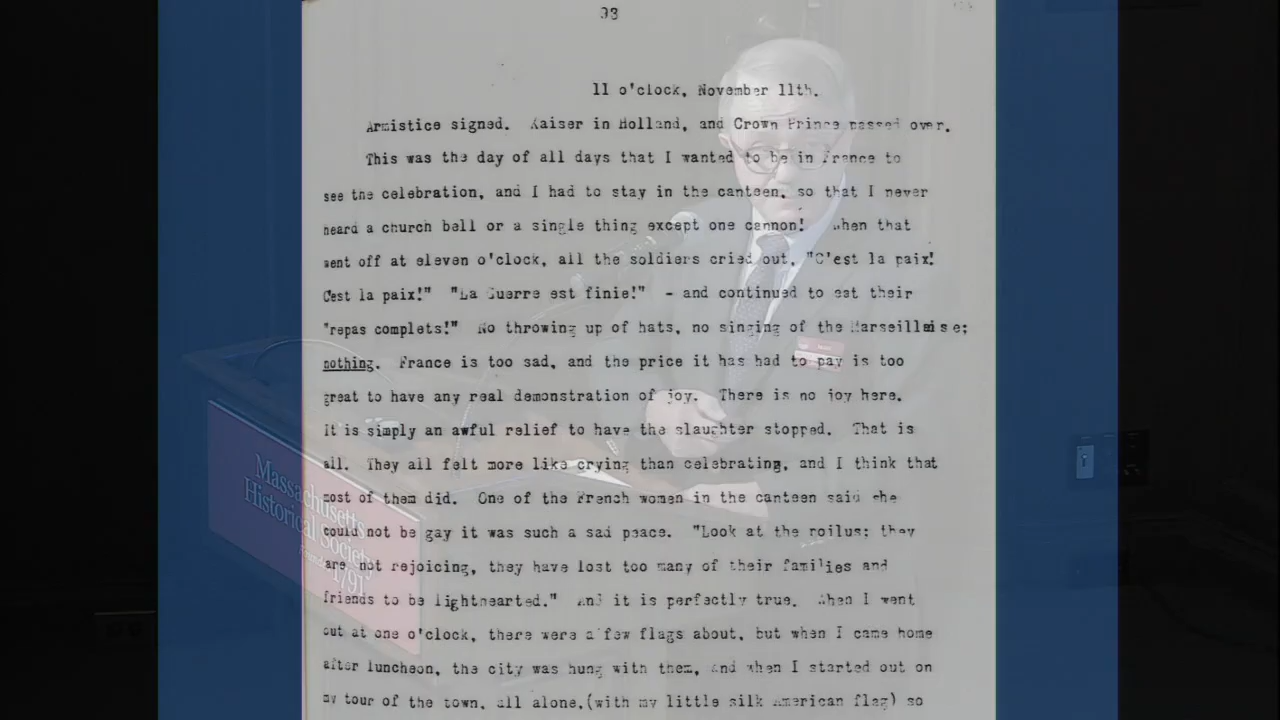 98
11 o'clock, November 11th.
Armistice signed. Kaiser in Holland, and Crown Prince passed over.
This was the day of all days that I wanted to be in France to
see the celebration, and I had to stay in the canteen, so that I never
heard a church bell or a single thing except one cannon! When that
went off at eleven o'clock, all the soldiers cried out, "C'est la paix!
C'est la paix!" "La Guerre est finie!" - and continued to eat their
"repas complets!" No throwing up of hats, no singing of the Marseillaise;
nothing. France is too sad, and the price it has had to pay is too
great to have any real demonstration of joy. There is no joy here.
It is simply an awful relief to have the slaughter stopped. That is
all. They all felt more like crying than celebrating, and I think that
most of them did. One of the French women in the canteen said she
could not be gay it was such a sad peace. "Look at the poilus; they
are not rejoicing, they have lost too many of their families and
friends to be lighthearted." And it is perfectly true. When I went
out at one o'clock, there were a few flags about, but when I came home
after luncheon, the city was hung with them, and when I started out on
my tour of the town, all alone,(with my little silk American flag) so
Massachusetts
Historical Society
1791